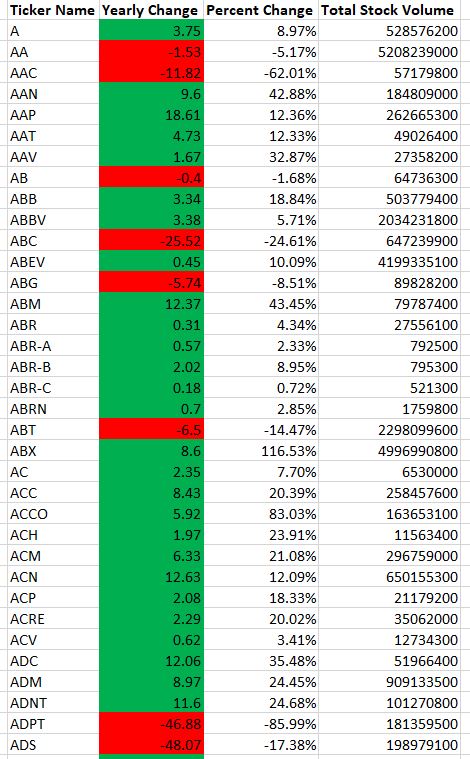 Ticker Name Yearly Change Percent Change Total Stock Volume
A 3.75 8.97% 528576200
AA -1.53 -5.17% 5208239000
AAC -11.82 -62.01% 57179800
AAN 9.6 42.88% 184809000
AAP 18.61 12.36% 262665300
AAT 4.73 12.33% 49026400
AAV 1.67 32.87% 27358200
AB -0.4 -1.68% 64736300
ABB 3.34 18.84% 503779400
ABBV 3.38 5.71% 2034231800
ABC -25.52 -24.61% 647239900
ABEV 0.45 10.09% 4199335100
ABG -5.74 -8.51% 89828200
ABM 12.37 43.45% 79787400
ABR 0.31 4.34% 27556100
ABR-A 0.57 2.33% 792500
ABR-B 2.02 8.95% 795300
ABR-C 0.18 0.72% 521300
ABRN 0.7 2.85% 1759800
ABT -6.5 -14.47% 2298099600
ABX 8.6 116.53% 4996990800
AC 2.35 7.70% 6530000
ACC 8.43 20.39% 258457600
ACCO 5.92 83.03% 163653100
ACH 1.97 23.91% 11563400
ACM 6.33 21.08% 296759000
ACN 12.63 12.09% 650155300
ACP 2.08 18.33% 21179200
ACRE 2.29 20.02% 35062000
ACV 0.62 3.41% 12734300
ADC 12.06 35.48% 51966400
ADM 8.97 24.45% 909133500
ADNT 11.6 24.68% 101270800
ADPT -46.88 -85.99% 181359500
ADS -48.07 -17.38% 198979100